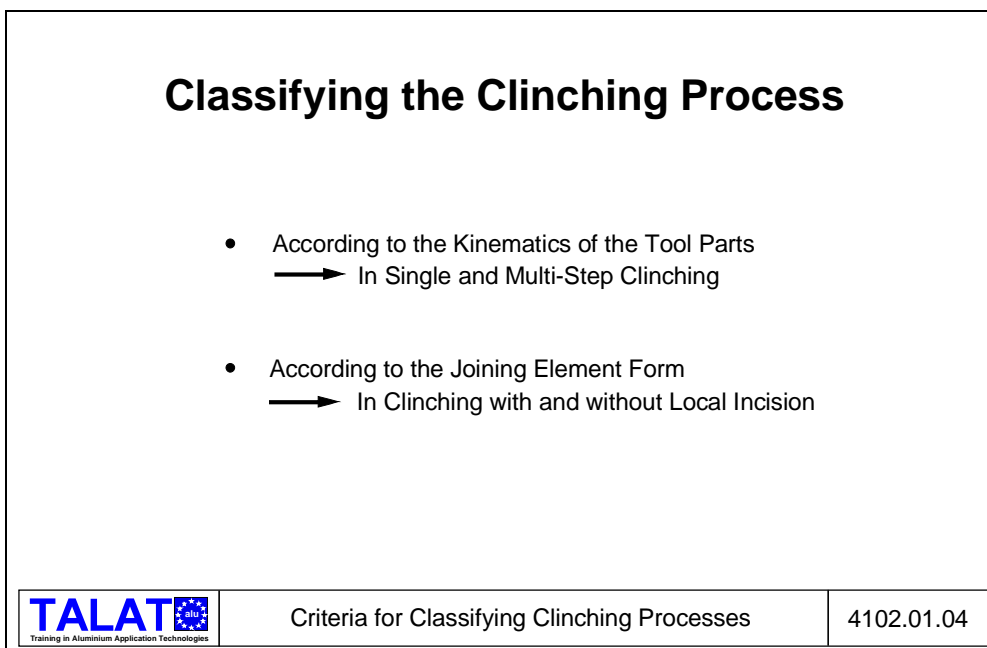 Classifying the Clinching Process
• According to the Kinematics of the Tool Parts
In Single and Multi-Step Clinching
• According to the Joining Element Form
In Clinching with and without Local Incision
TALAT alu
Training in Aluminium Application Technologies
Criteria for Classifying Clinching Processes
4102.01.04